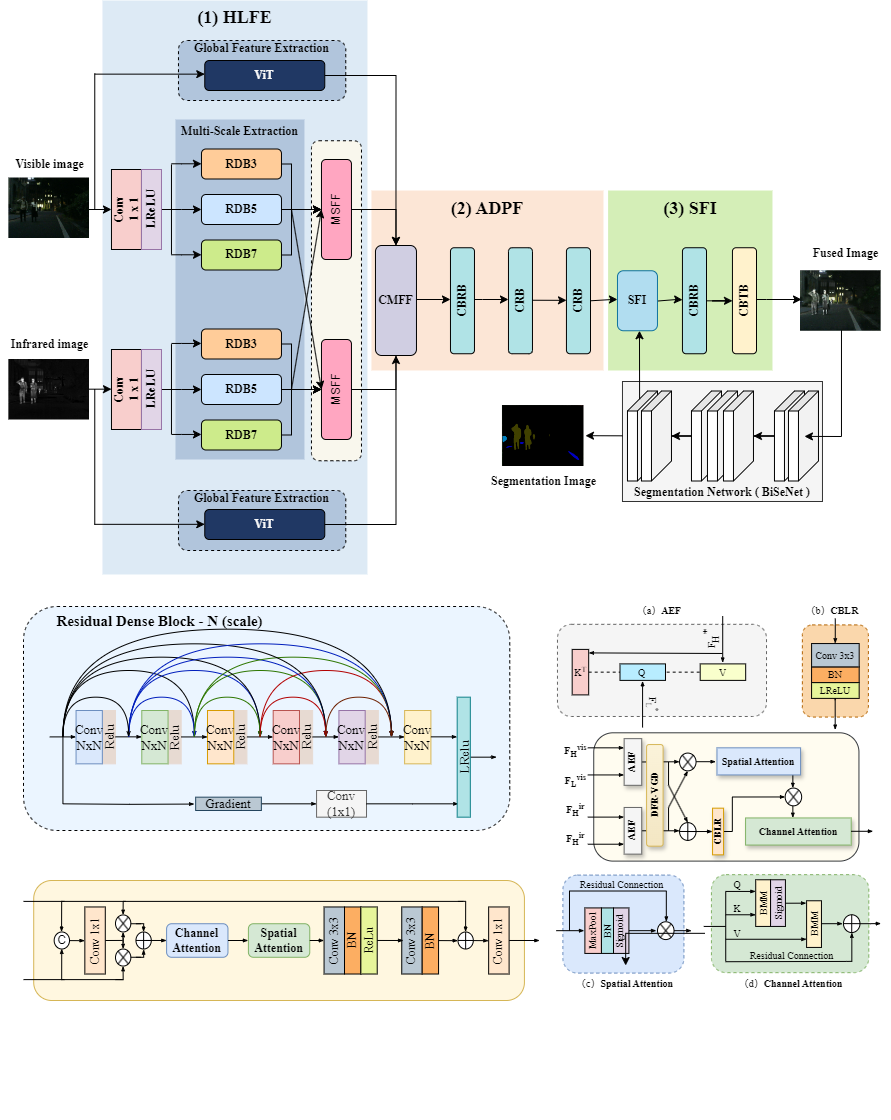 (1) HLFE
Global Feature Extraction
ViT
Multi-Scale Extraction
Visible image
Conv
1 x 1
LReLU
RDB3
RDB5
RDB7
MSFF
Infrared image
Conv
1 x 1
LReLU
RDB3
RDB5
RDB7
MSFF
Global Feature Extraction
ViT
(2) ADPF
CMFF
CBRB
CRB
CRB
(3) SFI
SFI
CBRB
CBTB
Fused Image
Segmentation Image
Segmentation Network ( BiSeNet )
Residual Dense Block - N (scale)
Conv
NxN
Relu
Conv
NxN
Relu
Conv
NxN
Relu
Conv
NxN
Relu
Conv
NxN
Relu
Conv
NxN
LRelu
Gradient
Conv
(1x1)
(a) AEF
F_H^*
K^T
Q
V
F_L^*
(b) CBLR
Conv 3x3
BN
LReLU
F_H^vis
F_L^vis
F_H^ir
F_H^ir
AEF
AEF
DFR-VGD
CBLR
Spatial Attention
Channel Attention
C
Conv 1x1
Channel
Attention
Spatial
Attention
Conv 3x3
BN
ReLu
Conv 3x3
BN
Conv 1x1
Residual Connection
MaxPool
BN
Sigmoid
(c) Spatial Attention
Q
K
V
BMM
Sigmoid
BMM
Residual Connection
(d) Channel Attention